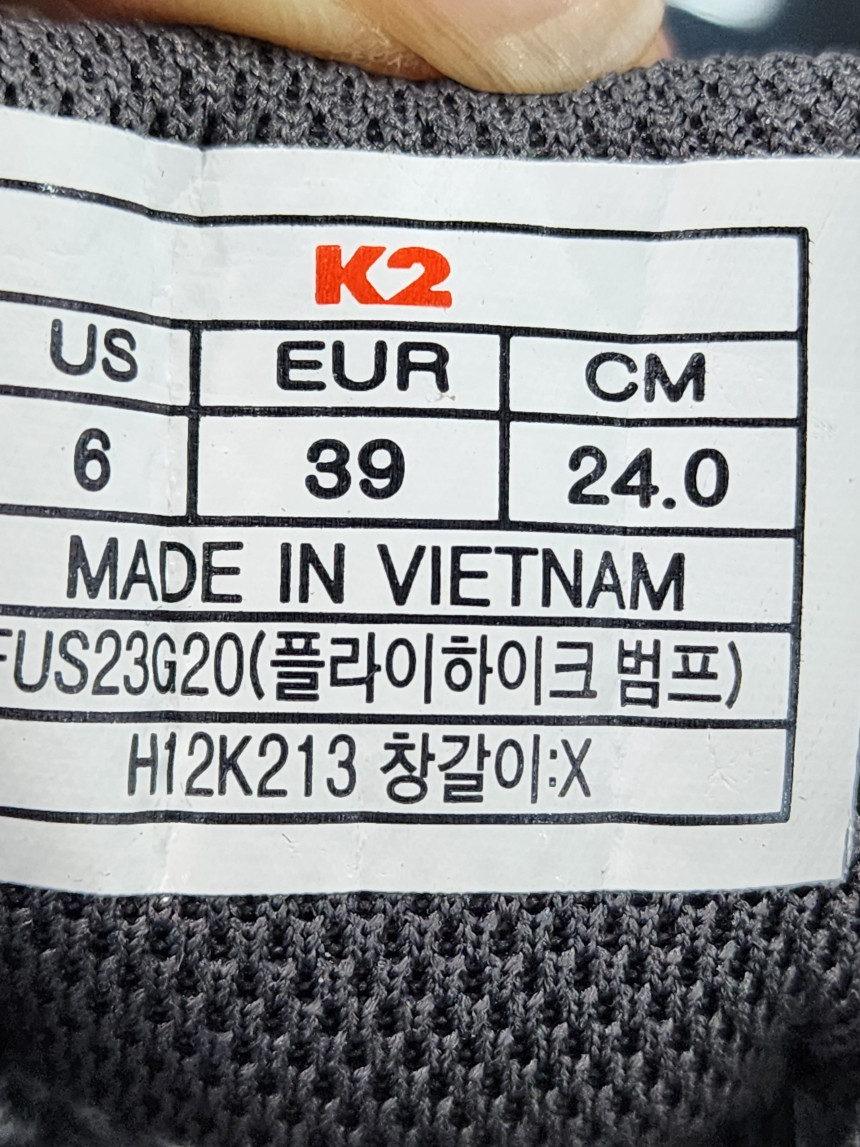 K2
US EUR CM
6 39 24.0
MADE IN VIETNAM
FUS23G20(플라이하이크 범프)
H12K213 창갈이:X